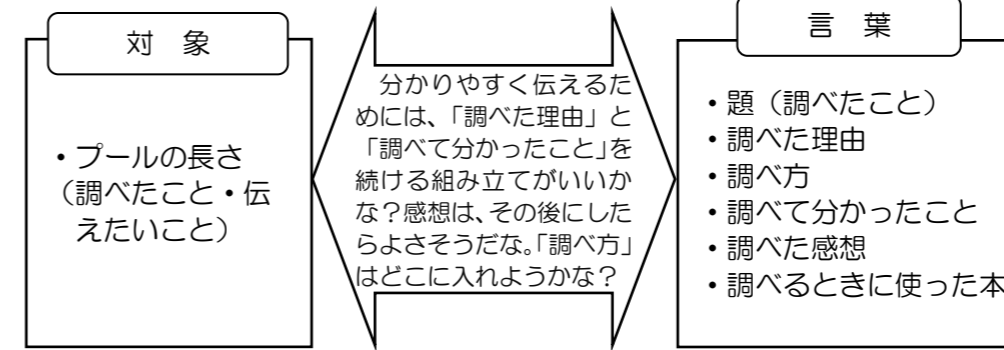 対 象
・プールの長さ
（調べたこと・伝
えたいこと）
分かりやすく伝えるた
めには、「調べた理由」と
「調べて分かったこと」を
続ける組み立てがいいか
な？感想は、その後にした
らよさそうだな。「調べ方」
はどこに入れようかな？
言 葉
・題（調べたこと）
・調べた理由
・調べ方
・調べて分かったこと
・調べた感想
・調べるときに使った本